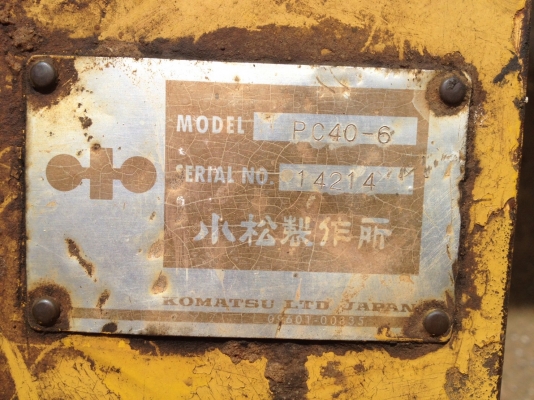 MODEL PC40-6
SERIAL NO. 14214
小松製作所
KOMATSU LTD JAPAN